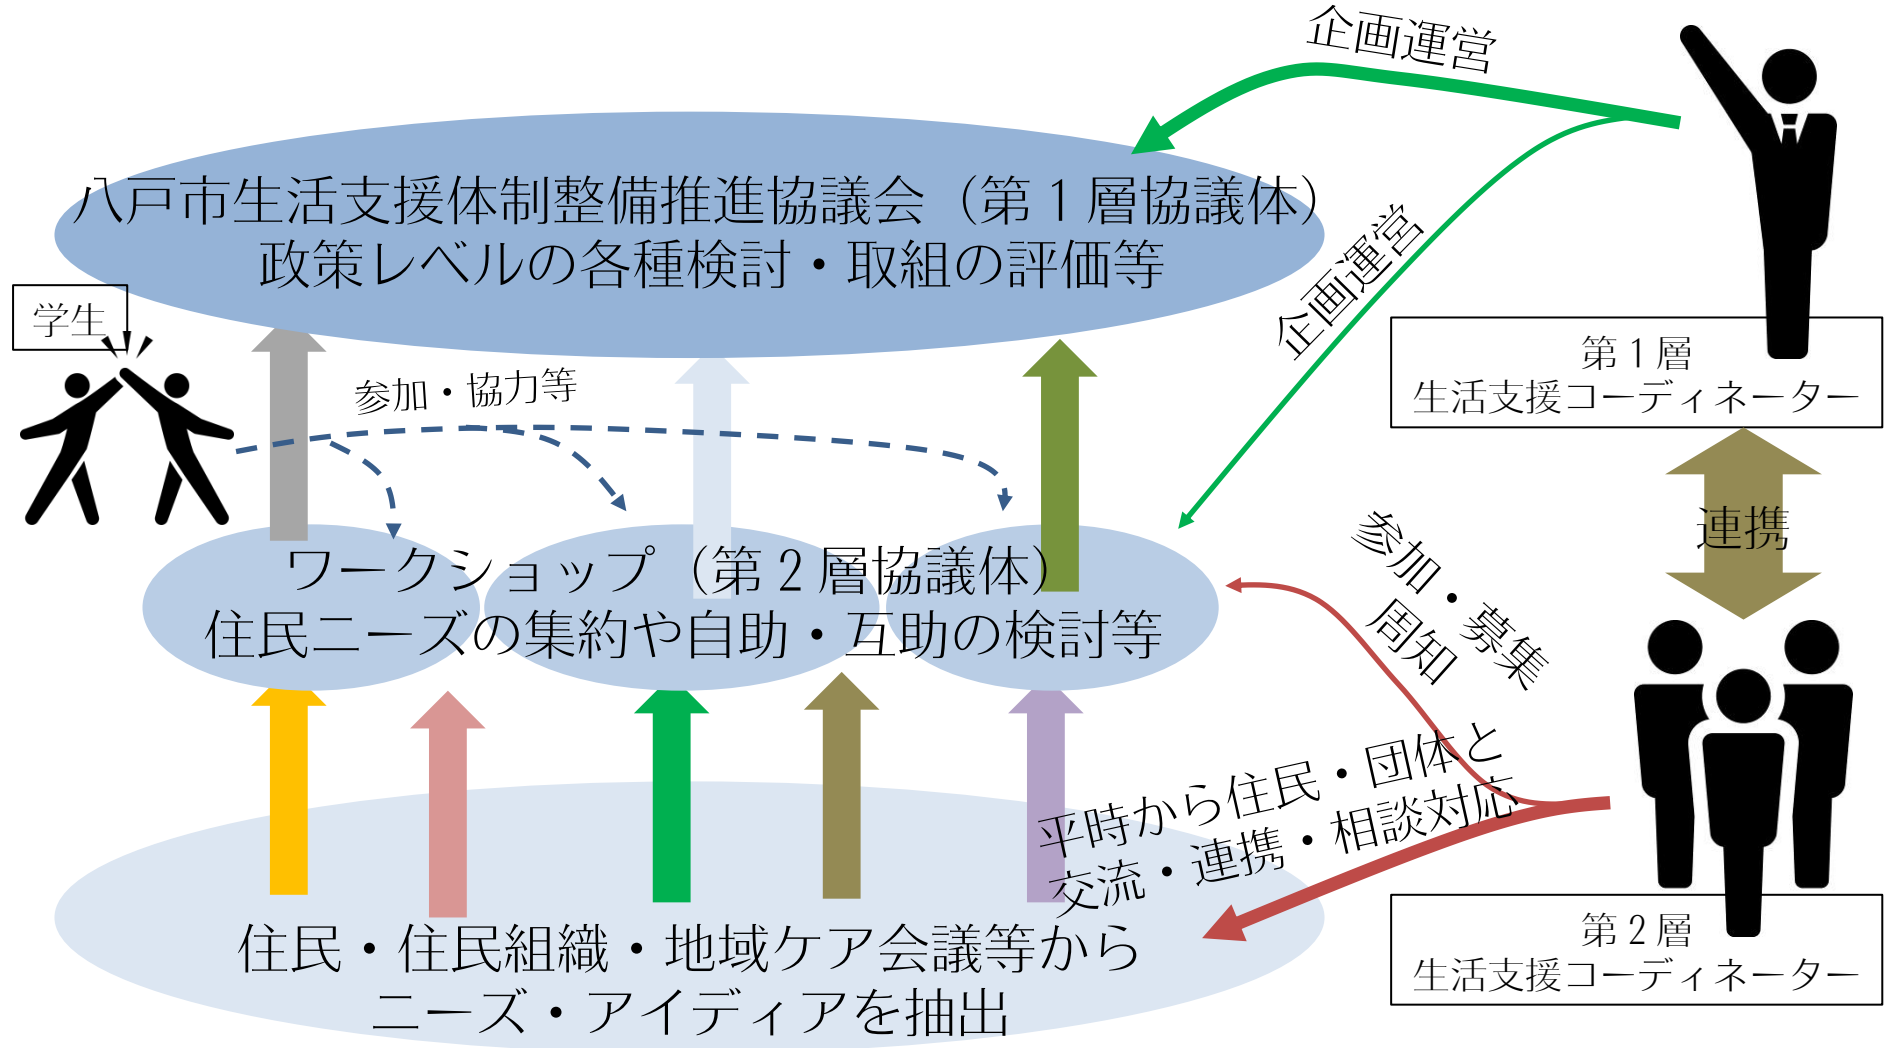 企画運営
八戸市生活支援体制整備推進協議会（第1層協議体）
政策レベルの各種検討・取組の評価等
企画運営
学生
参加・協力等
第1層
生活支援コーディネーター
連携
ワークショップ（第2層協議体）
住民ニーズの集約や自助・互助の検討等
参加・募集
周知
平時から住民・団体と
交流・連携・相談対応
住民・住民組織・地域ケア会議等から
ニーズ・アイディアを抽出
第2層
生活支援コーディネーター